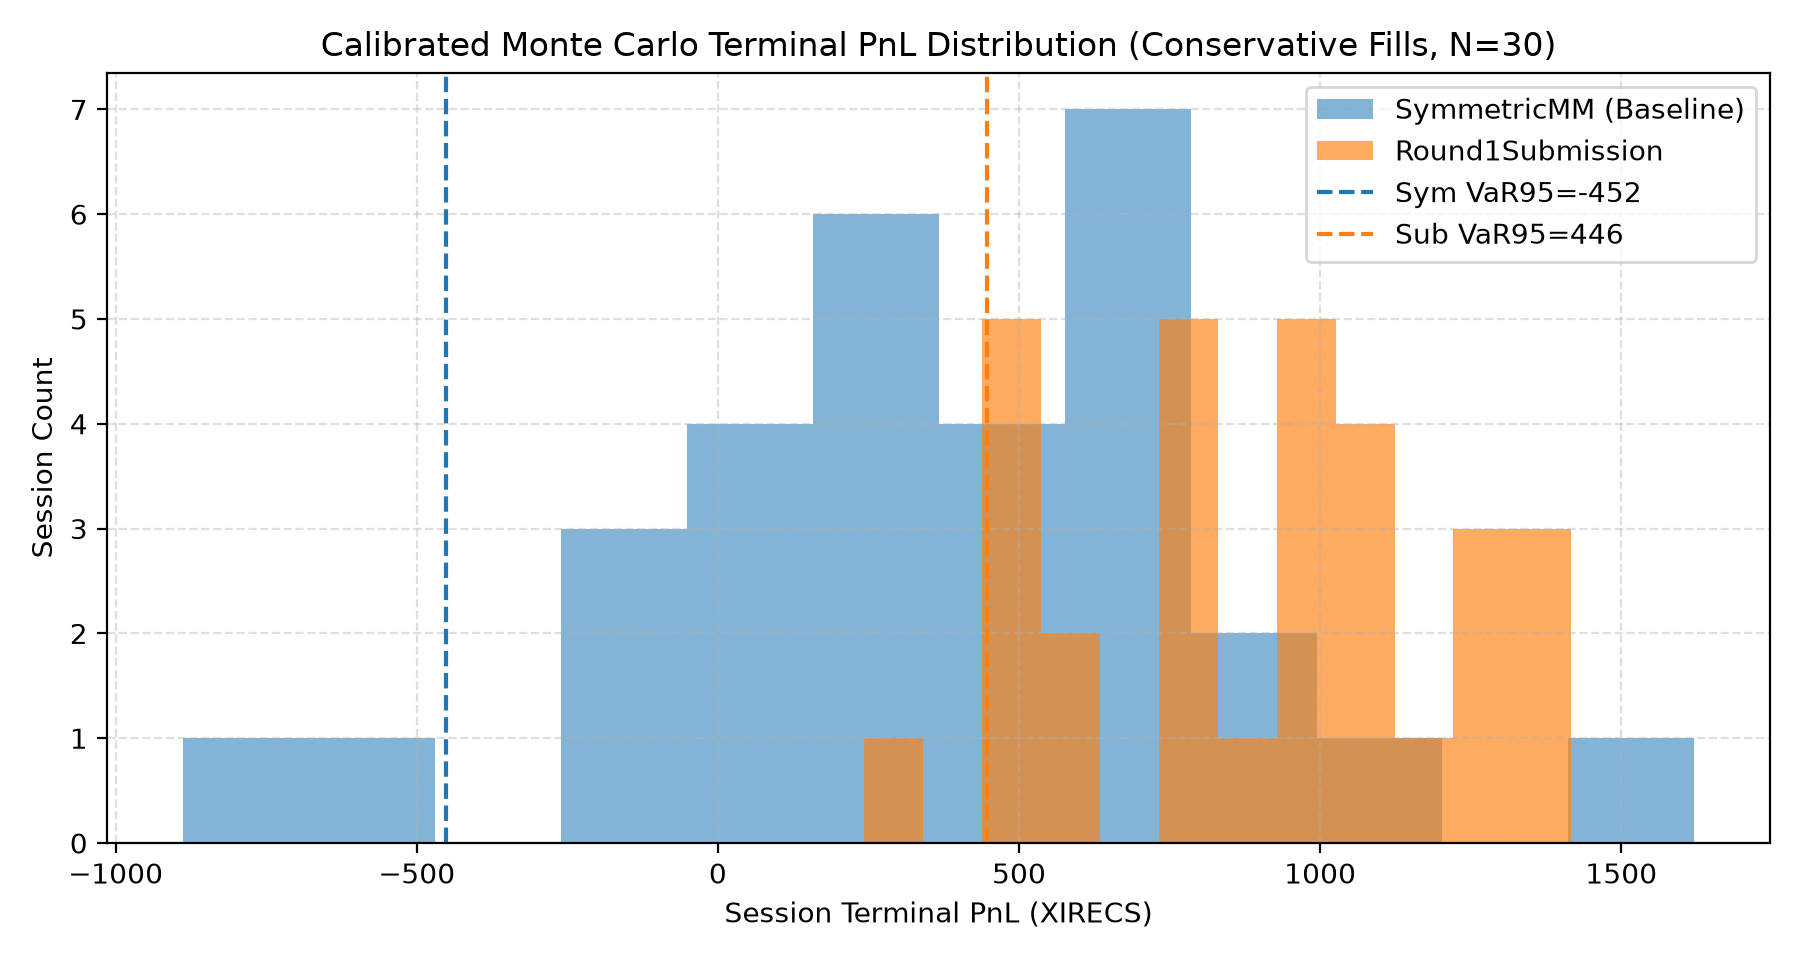 Calibrated Monte Carlo Terminal PnL Distribution (Conservative Fills, N=30)
SymmetricMM (Baseline)
Round1Submission
Sym VaR95=-452
Sub VaR95=446
7
6
5
4
3
2
1
0
Session Count
−1000 −500 0 500 1000 1500
Session Terminal PnL (XIRECS)